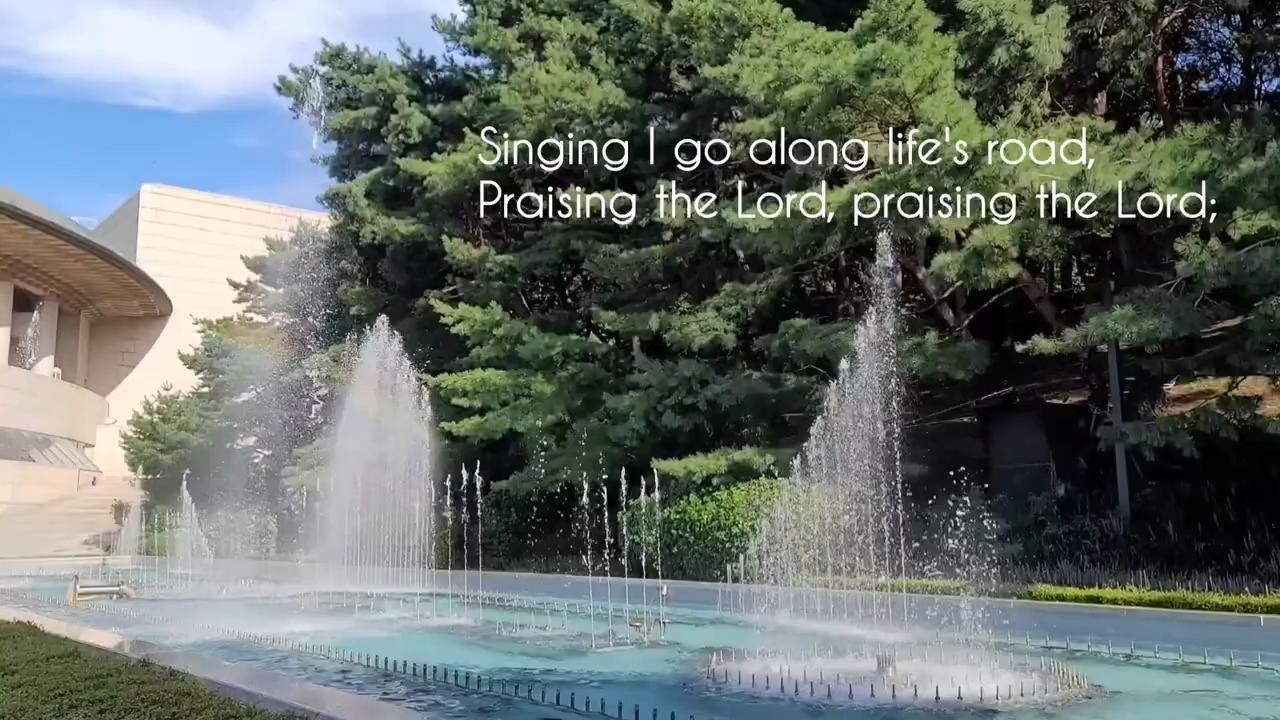 Singing I go along life's road,
Praising the Lord, praising the Lord;